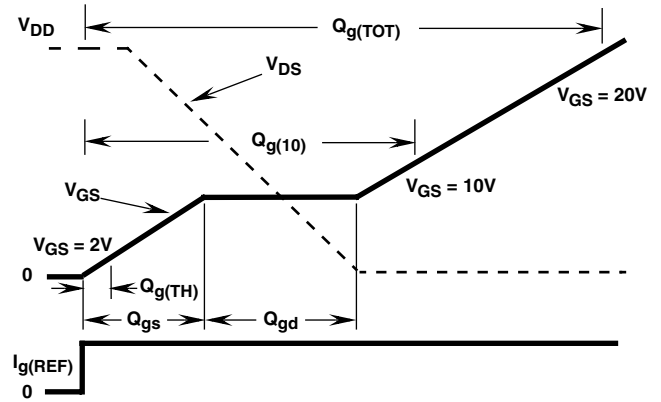 V_DD
Q_g(TOT)
V_DS
V_GS = 20V
Q_g(10)
V_GS
V_GS = 10V
V_GS = 2V
0
Q_g(TH)
Q_gs
Q_gd
I_g(REF)
0